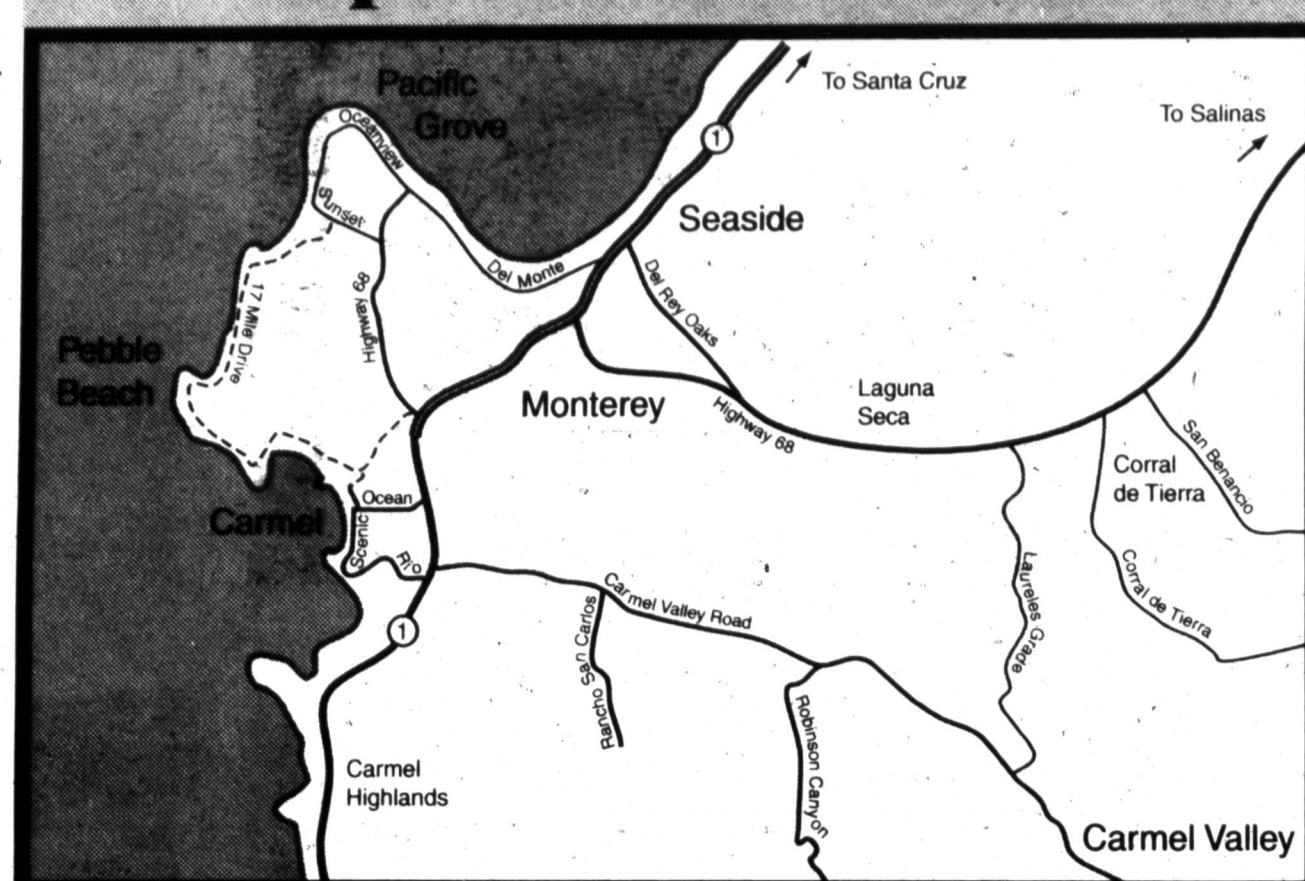 Pacific
Grove
To Santa Cruz
To Salinas
1
Oceanview
Sunset
Seaside
Del Monte
Del Rey Oaks
17 Mile Drive
Highway 68
Pebble
Beach
Monterey
Highway 68
Laguna
Seca
San Benancio
Corral
de Tierra
Ocean
Carmel
Scenic
Rio
Carmel Valley Road
Laureles Grade
Corral de Tierra
1
Rancho San Carlos
Robinson Canyon
Carmel
Highlands
Carmel Valley